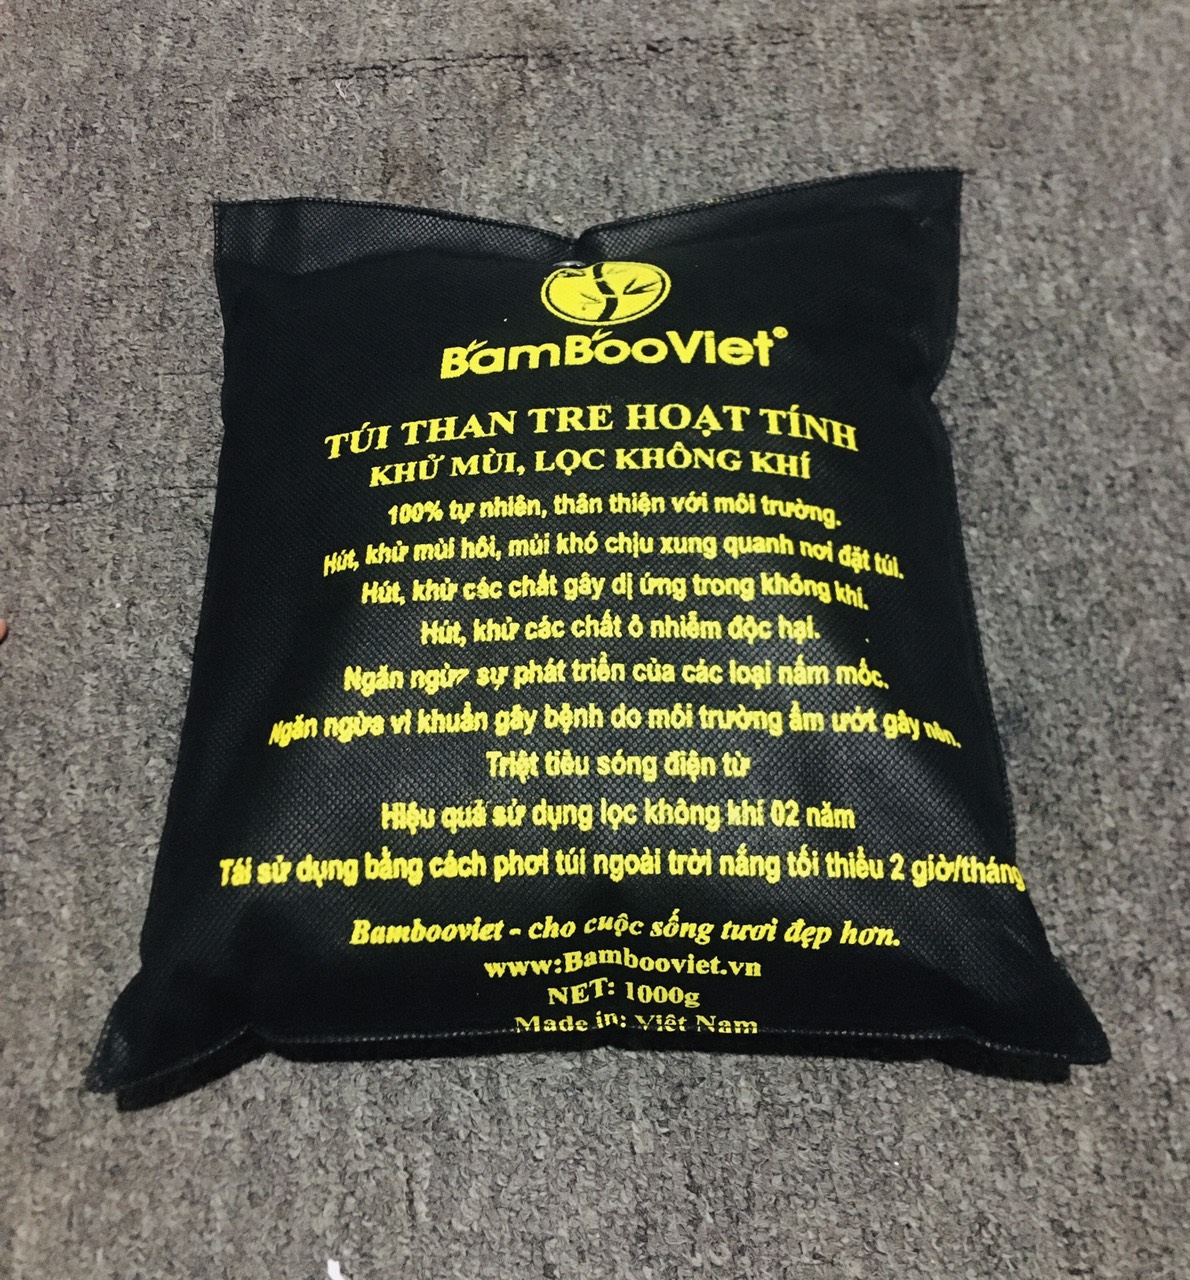 BamBooViet®
TÚI THAN TRE HOẠT TÍNH
KHỬ MÙI, LỌC KHÔNG KHÍ
100% tự nhiên, thân thiện với môi trường.
Hút, khử mùi hôi, mùi khó chịu xung quanh nơi đặt túi.
Hút, khử các chất gây dị ứng trong không khí.
Hút, khử các chất ô nhiễm độc hại.
Ngăn ngừa sự phát triển của các loại nấm mốc.
Ngăn ngừa vi khuẩn gây bệnh do môi trường ẩm ướt gây nên.
Triệt tiêu sóng điện từ
Hiệu quả sử dụng lọc không khí 02 năm
Tái sử dụng bằng cách phơi túi ngoài trời nắng tối thiểu 2 giờ/tháng
Bambooviet - cho cuộc sống tươi đẹp hơn.
www:Bambooviet.vn
NET: 1000g
Made in: Việt Nam